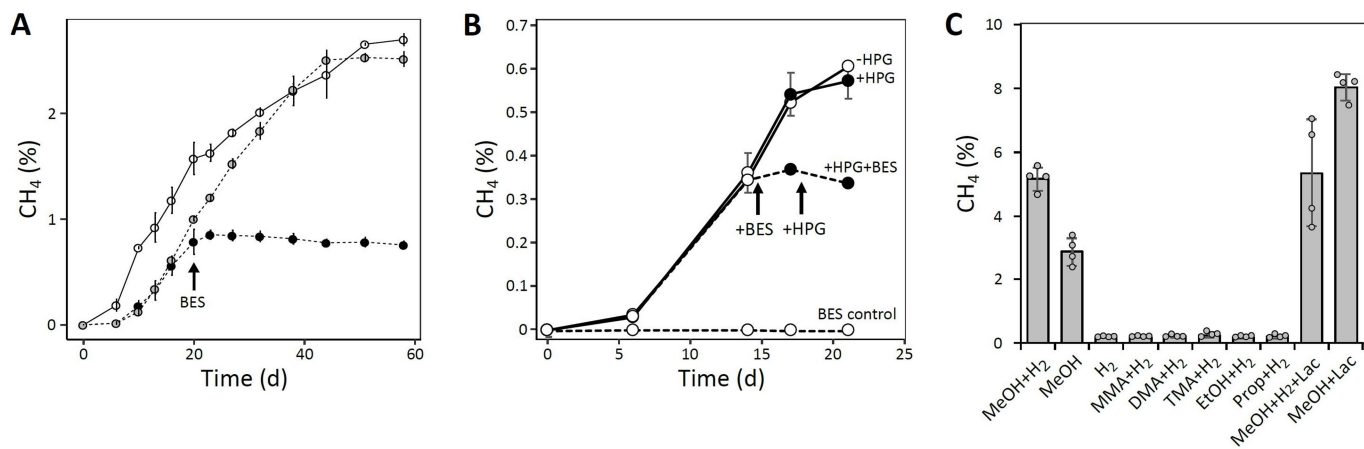 A
CH4 (%)
2
1
0
BES
0 20 40 60
Time (d)
B
CH4 (%)
0.7
0.6
0.5
0.4
0.3
0.2
0.1
0
-HPG
+HPG
+HPG+BES
+BES +HPG
BES control
0 5 10 15 20 25
Time (d)
C
CH4 (%)
10
8
6
4
2
0
MeOH+H2
MeOH
H2
MMA+H2
DMA+H2
TMA+H2
EtOH+H2
Prop+H2
MeOH+H2+Lac
MeOH+Lac